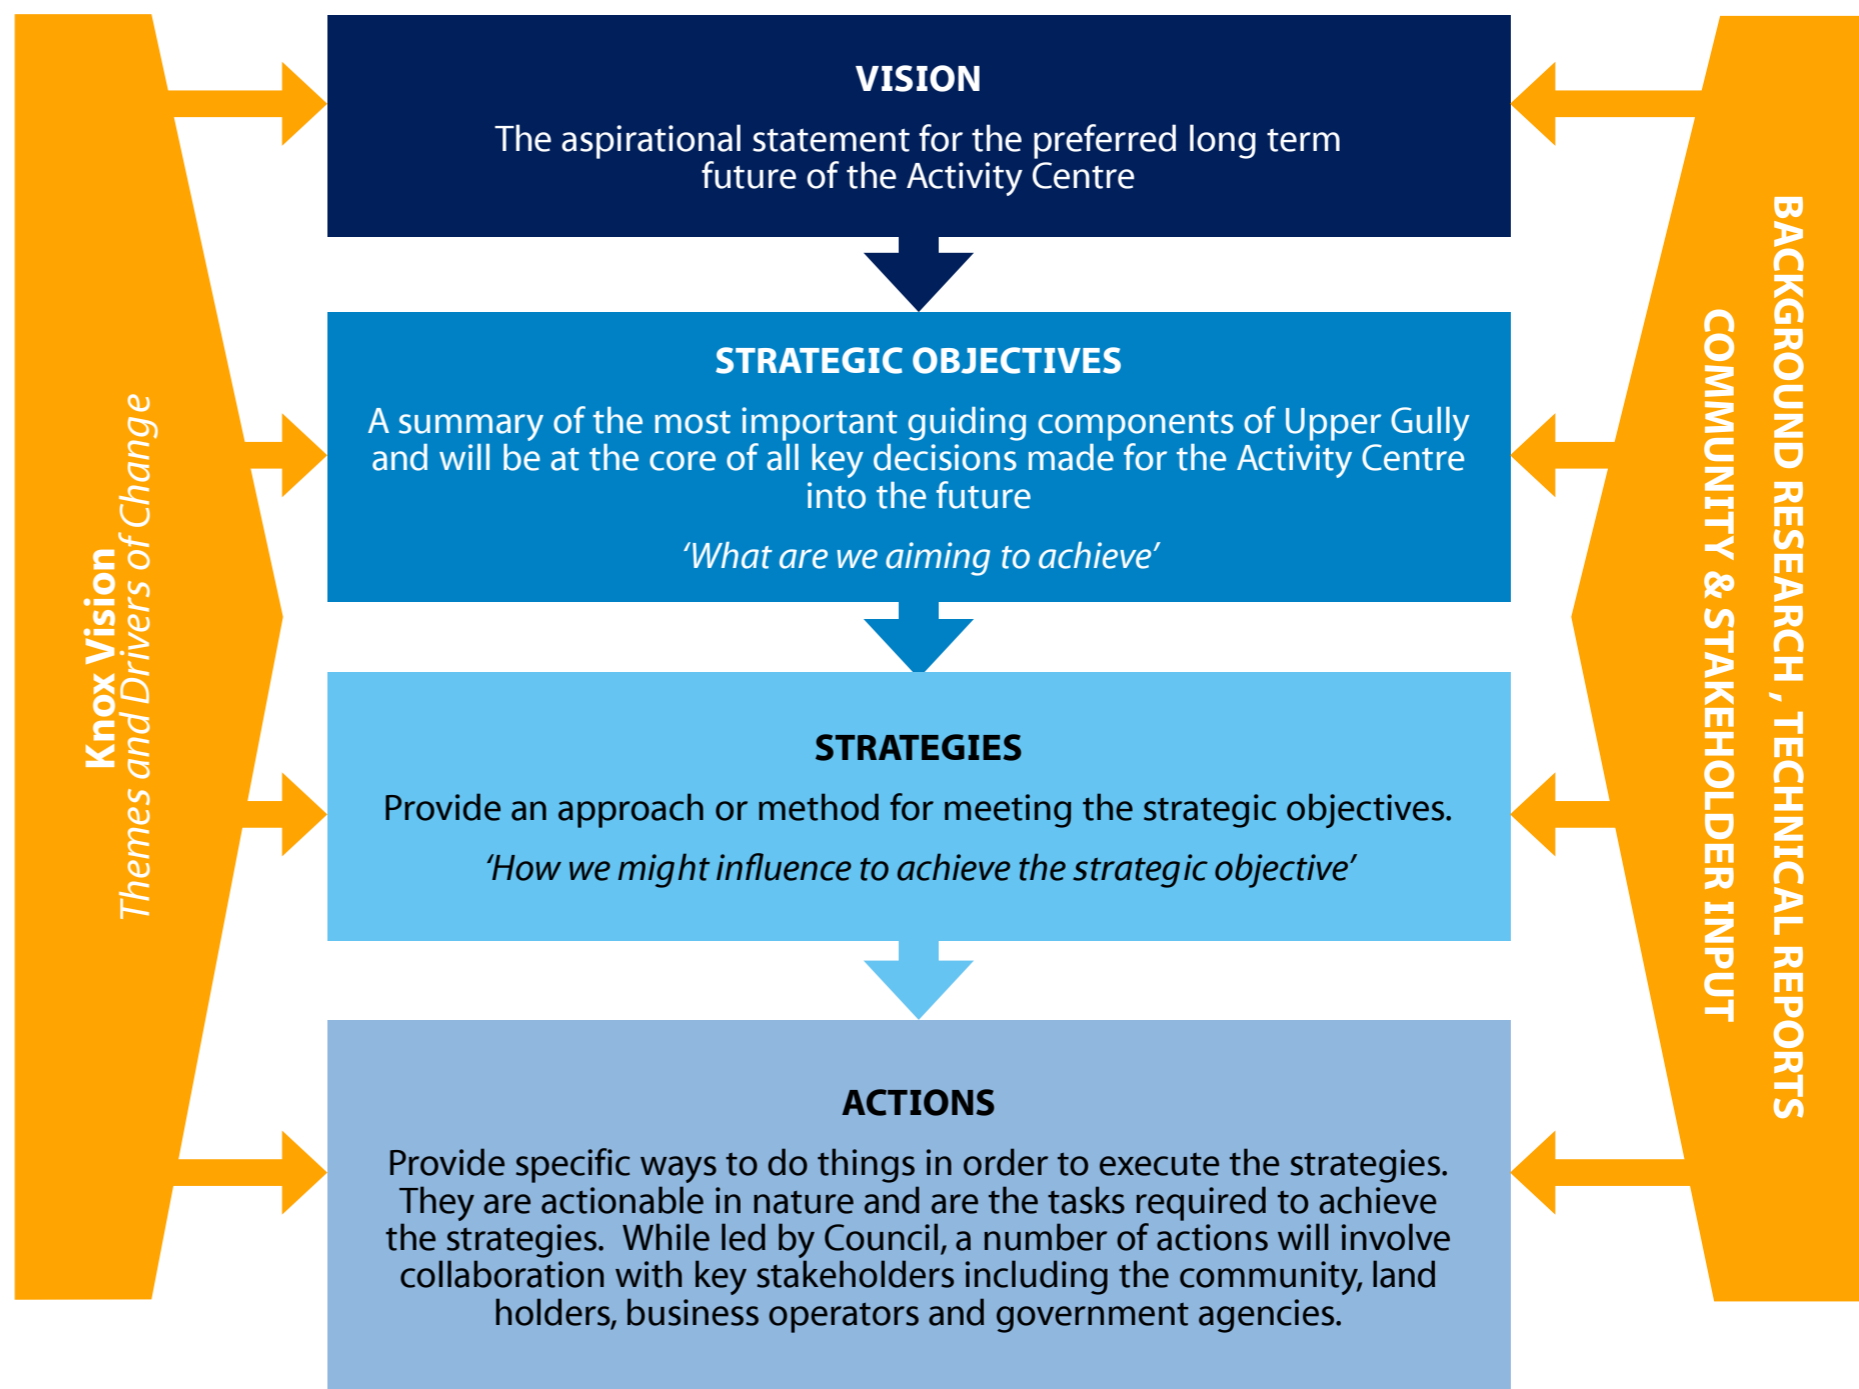 Knox Vision
Themes and Drivers of Change
VISION
The aspirational statement for the preferred long term
future of the Activity Centre
STRATEGIC OBJECTIVES
A summary of the most important guiding components of Upper Gully
and will be at the core of all key decisions made for the Activity Centre
into the future
‘What are we aiming to achieve’
STRATEGIES
Provide an approach or method for meeting the strategic objectives.
‘How we might influence to achieve the strategic objective’
ACTIONS
Provide specific ways to do things in order to execute the strategies.
They are actionable in nature and are the tasks required to achieve
the strategies.  While led by Council, a number of actions will involve
collaboration with key stakeholders including the community, land
holders, business operators and government agencies.
BACKGROUND RESEARCH , TECHNICAL REPORTS
COMMUNITY & STAKEHOLDER INPUT